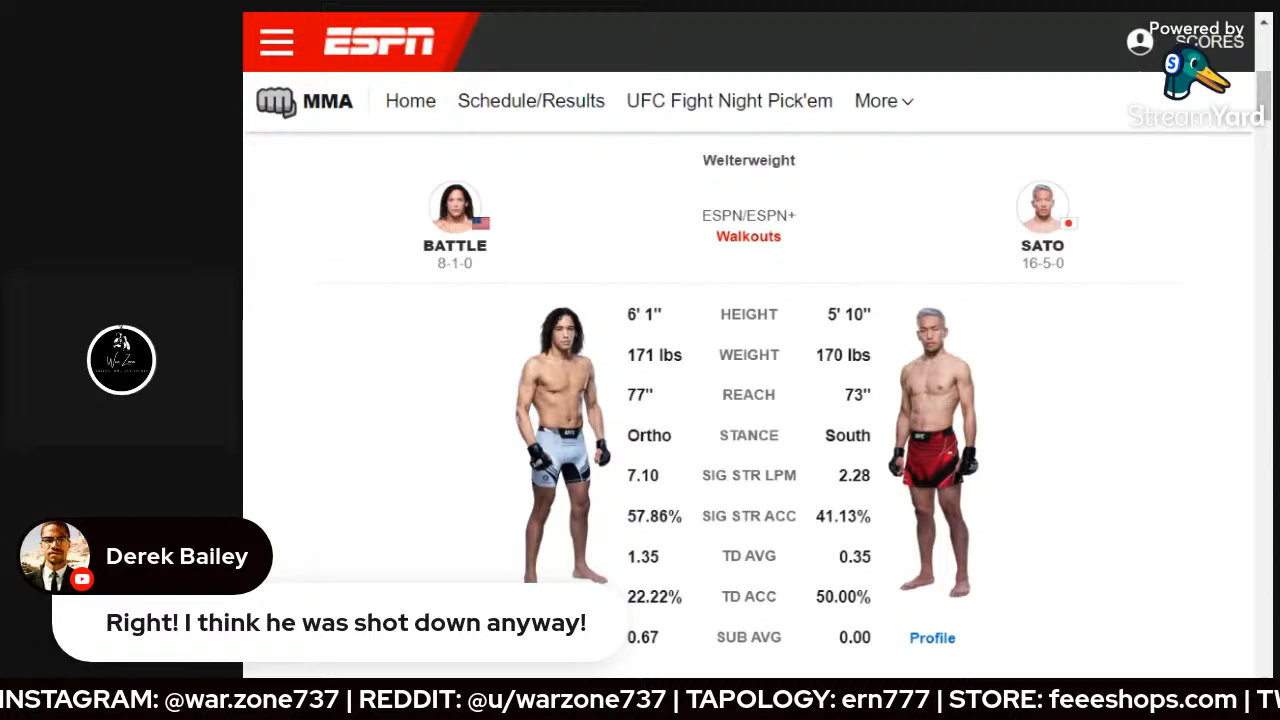 Powered by
ESPN
SCORES
S
MMA
Home
Schedule/Results
UFC Fight Night Pick'em
More
StreamYard
Welterweight
ESPN/ESPN+
Walkouts
BATTLE
8-1-0
SATO
16-5-0
6' 1" HEIGHT 5' 10"
171 lbs WEIGHT 170 lbs
77" REACH 73"
Ortho STANCE South
7.10 SIG STR LPM 2.28
57.86% SIG STR ACC 41.13%
1.35 TD AVG 0.35
22.22% TD ACC 50.00%
0.67 SUB AVG 0.00
Profile
War Zone
Derek Bailey
Right! I think he was shot down anyway!
INSTAGRAM: @war.zone737 | REDDIT: @u/warzone737 | TAPOLOGY: ern777 | STORE: feeeshops.com |